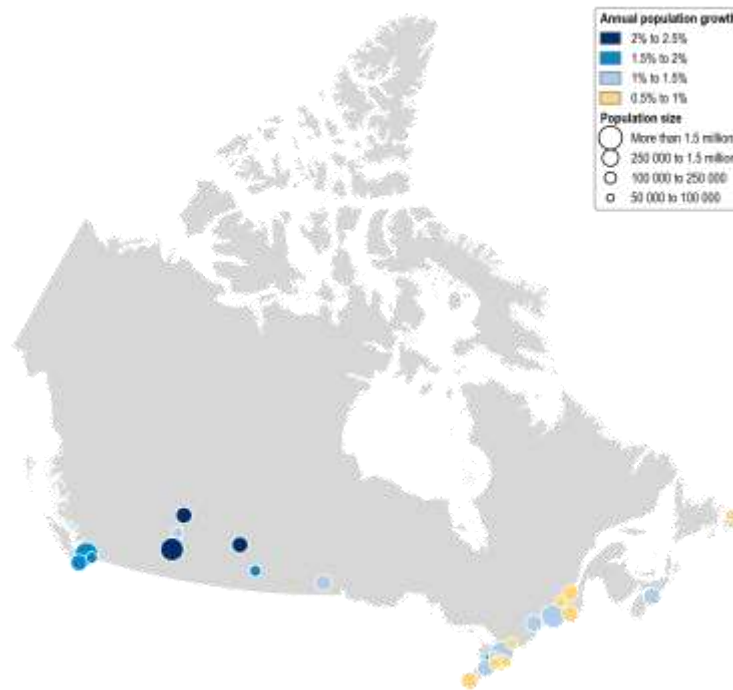 Annual population growth
2% to 2.5%
1.5% to 2%
1% to 1.5%
0.5% to 1%
Population size
More than 1.5 million
250 000 to 1.5 million
100 000 to 250 000
50 000 to 100 000